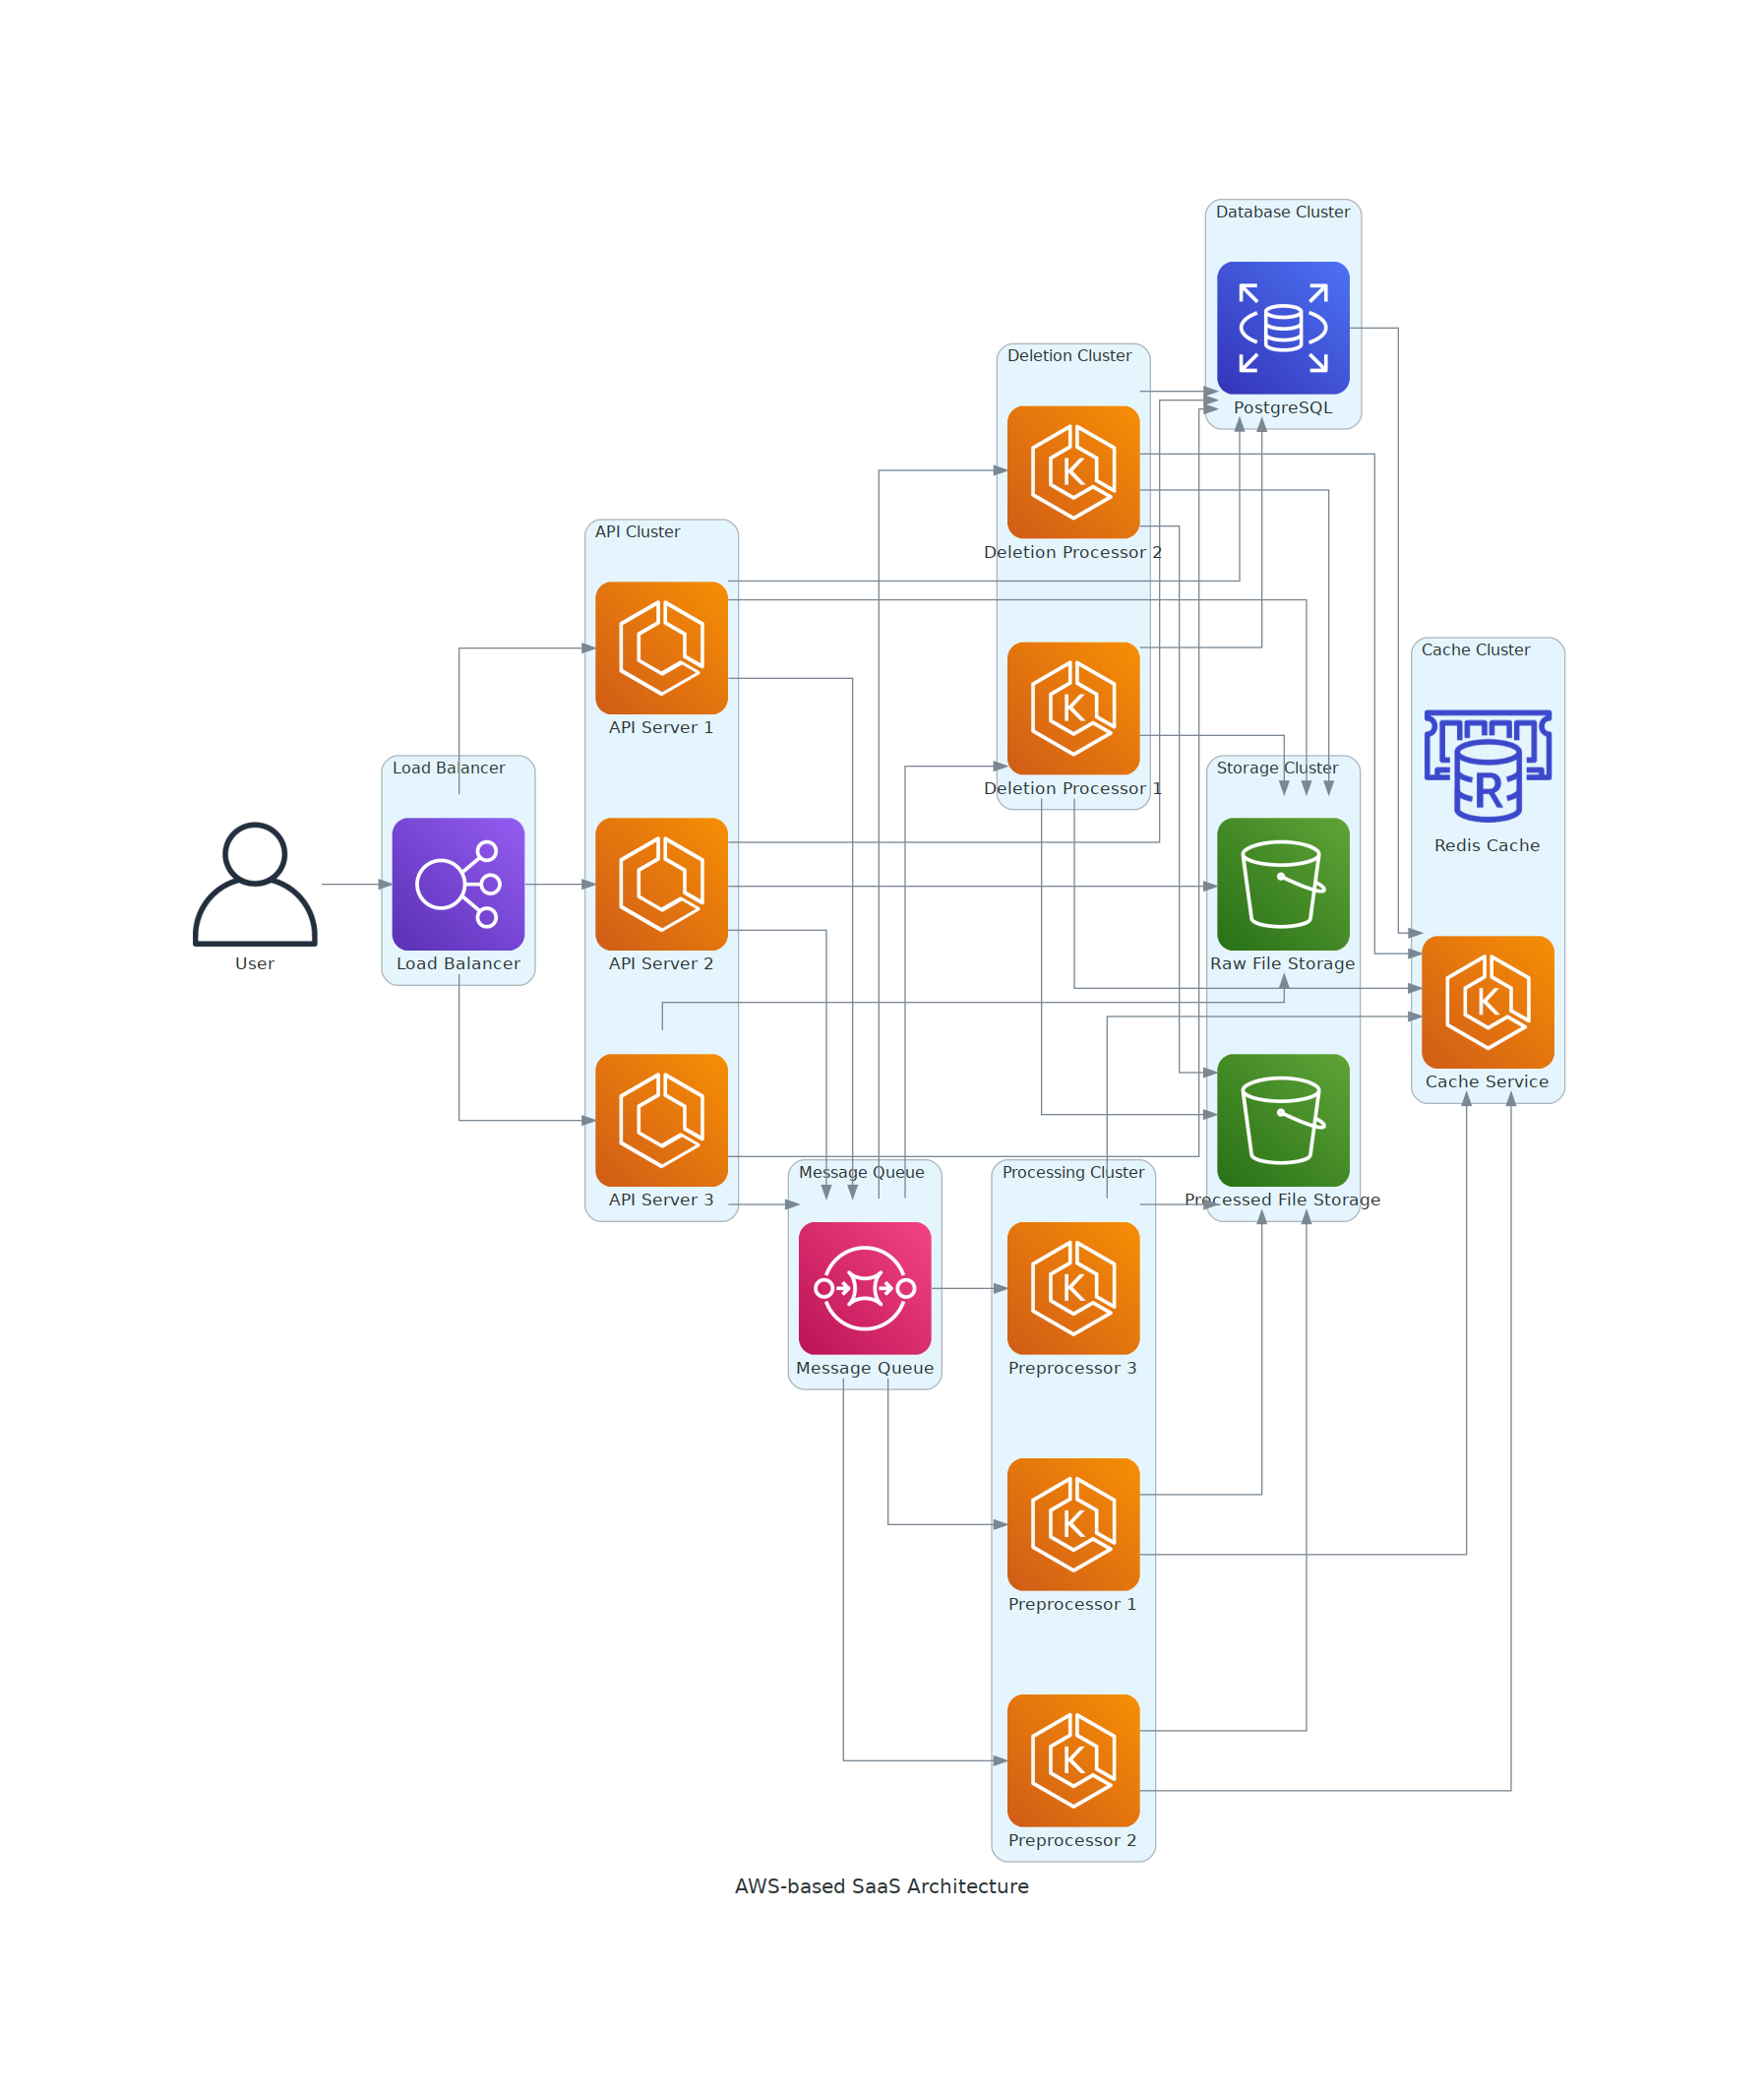 Database Cluster
PostgreSQL
Deletion Cluster
Deletion Processor 2
Deletion Processor 1
API Cluster
API Server 1
API Server 2
API Server 3
Cache Cluster
R
Redis Cache
K
Cache Service
Load Balancer
Load Balancer
User
Storage Cluster
Raw File Storage
Processed File Storage
Message Queue
Message Queue
Processing Cluster
K
Preprocessor 3
K
Preprocessor 1
K
Preprocessor 2
K
K
AWS-based SaaS Architecture